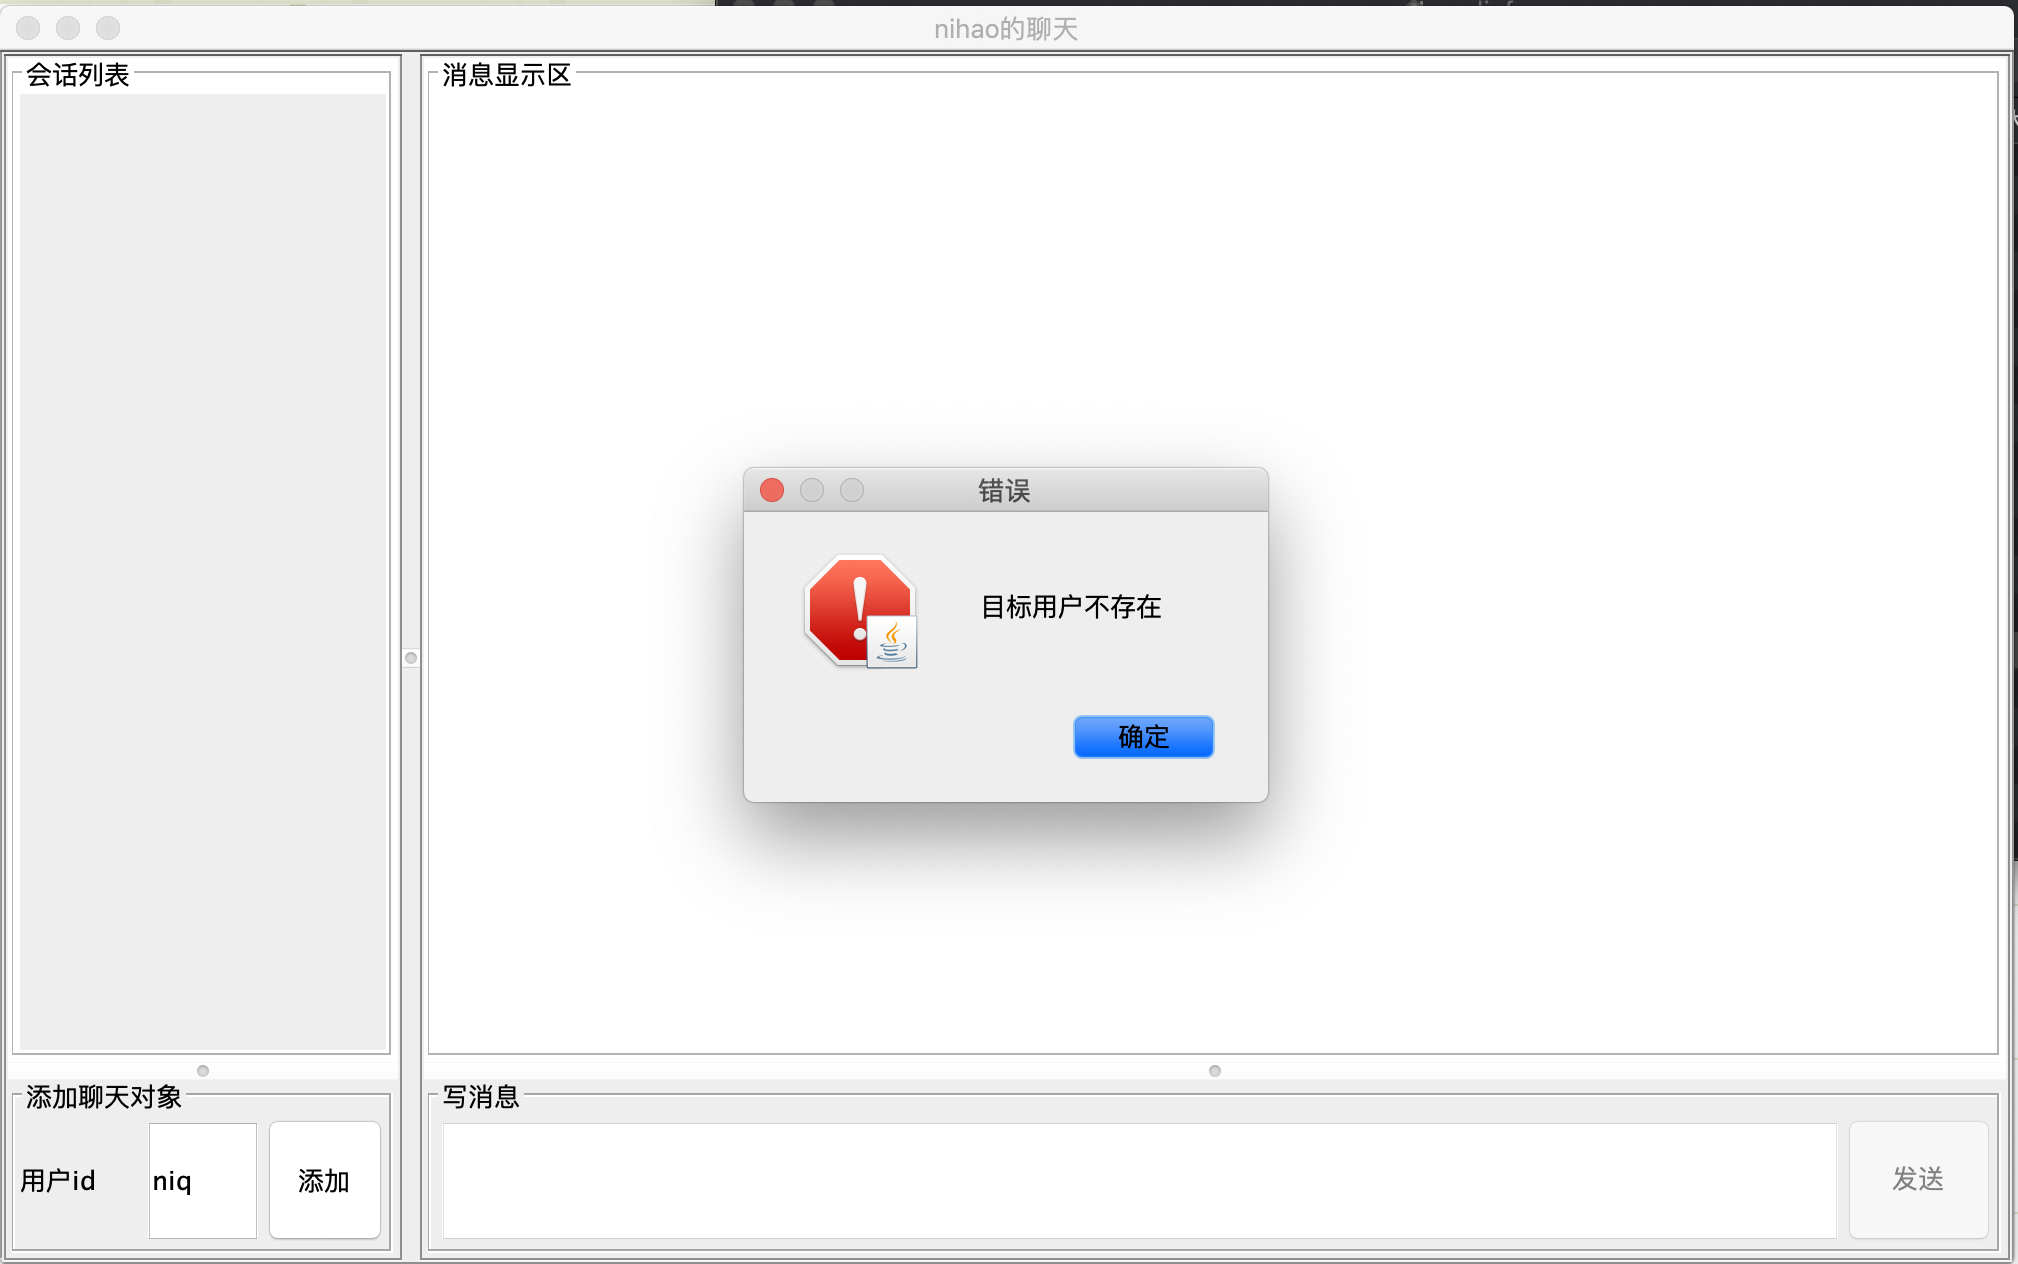 nihao的聊天
会话列表
消息显示区
错误
目标用户不存在
确定
添加聊天对象
用户id
niq
添加
写消息
发送